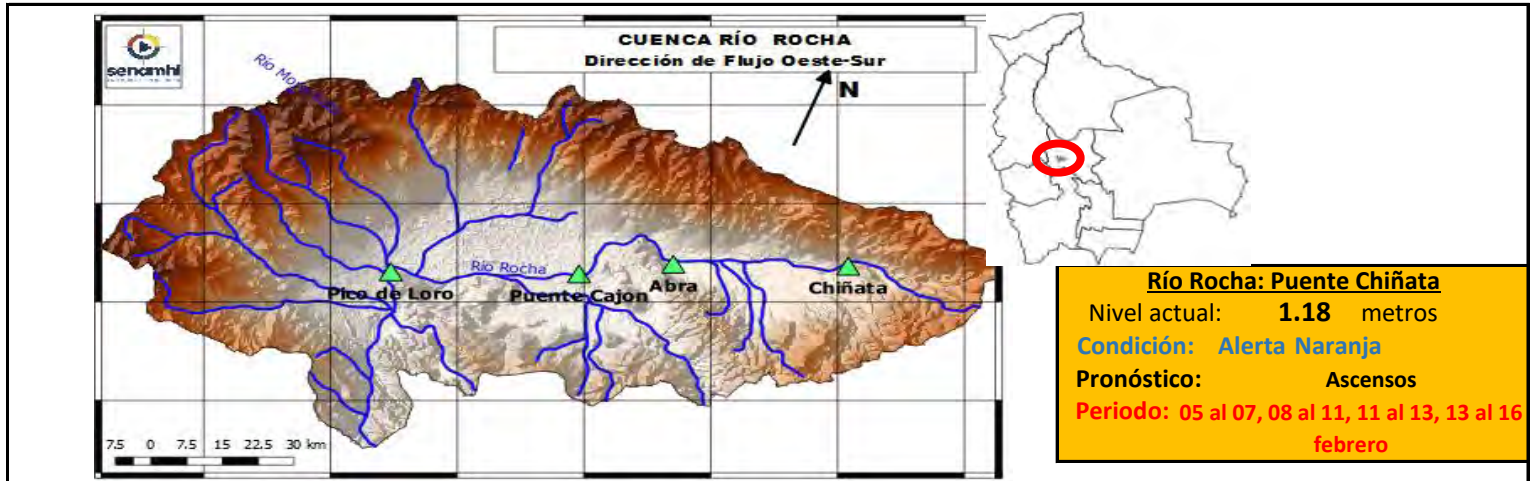 senamhi
CUENCA RÍO ROCHA
Dirección de Flujo Oeste-Sur
N
Río
Río Rocha
Pico de Loro
Puente Cajon
Abra
Chiñata
7.5 0 7.5 15 22.5 30 km
Río Rocha: Puente Chiñata
Nivel actual: 1.18 metros
Condición: Alerta Naranja
Pronóstico: Ascensos
Periodo: 05 al 07, 08 al 11, 11 al 13, 13 al 16
febrero